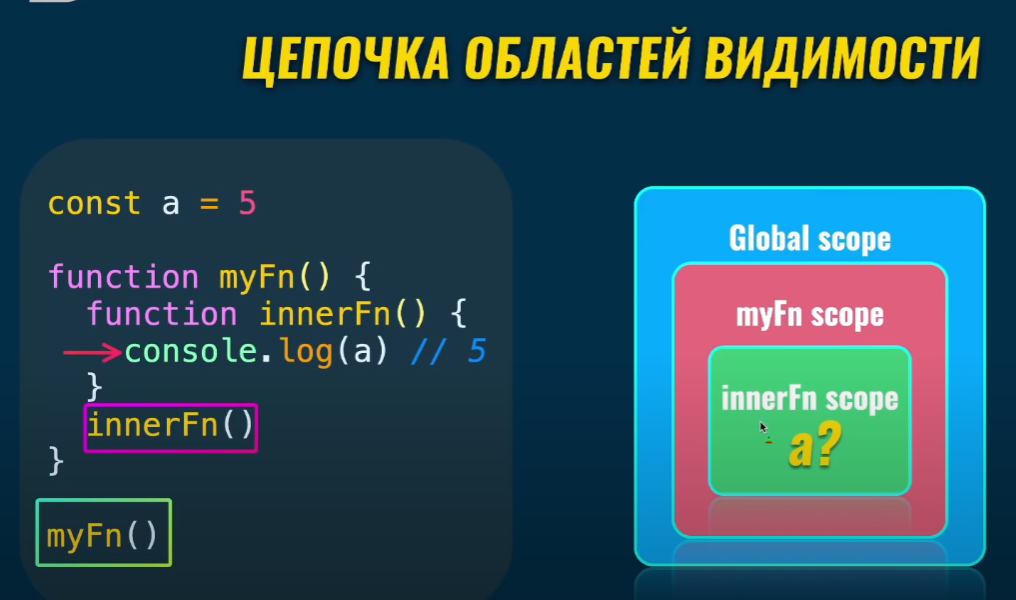 ЦЕПОЧКА ОБЛАСТЕЙ ВИДИМОСТИ
const a = 5
function myFn() {
function innerFn() {
console.log(a) // 5
}
innerFn()
}
myFn()
Global scope
myFn scope
innerFn scope
a?